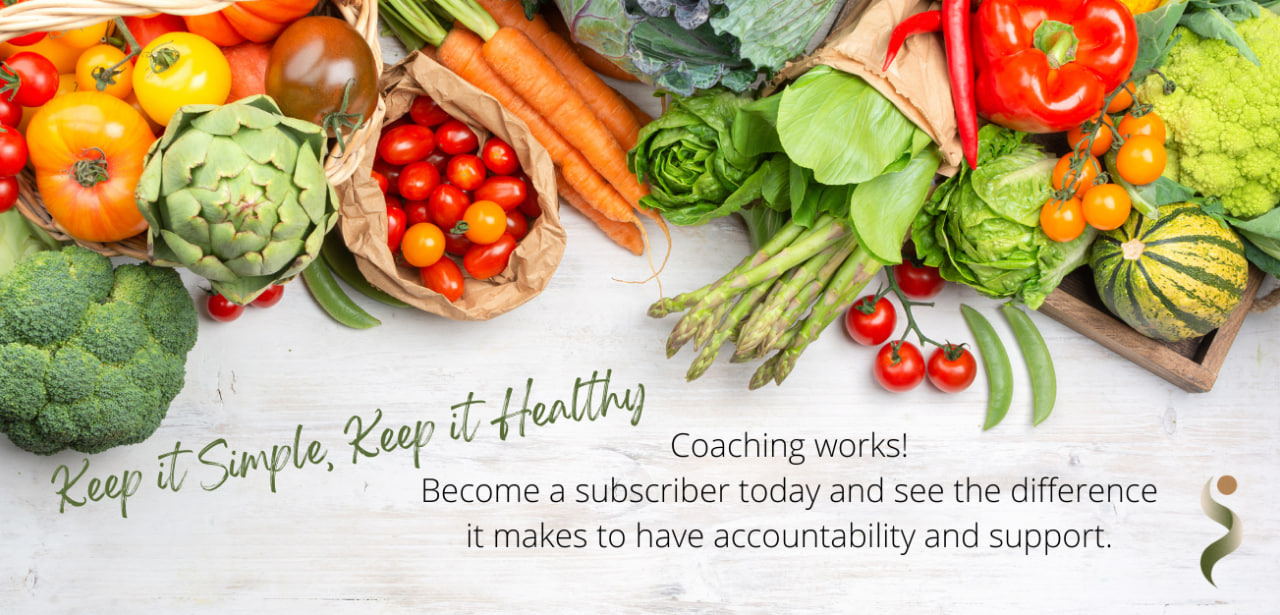 Keep it Simple, Keep it Healthy
Coaching works!
Become a subscriber today and see the difference
it makes to have accountability and support.